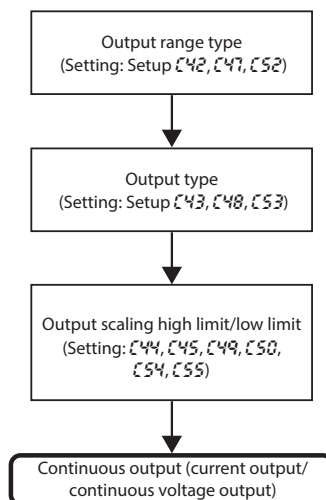 Output range type
(Setting: Setup C42, C47, C52)
Output type
(Setting: Setup C43, C48, C53)
Output scaling high limit/low limit
(Setting: C44, C45, C49, C50,
C54, C55)
Continuous output (current output/
continuous voltage output)